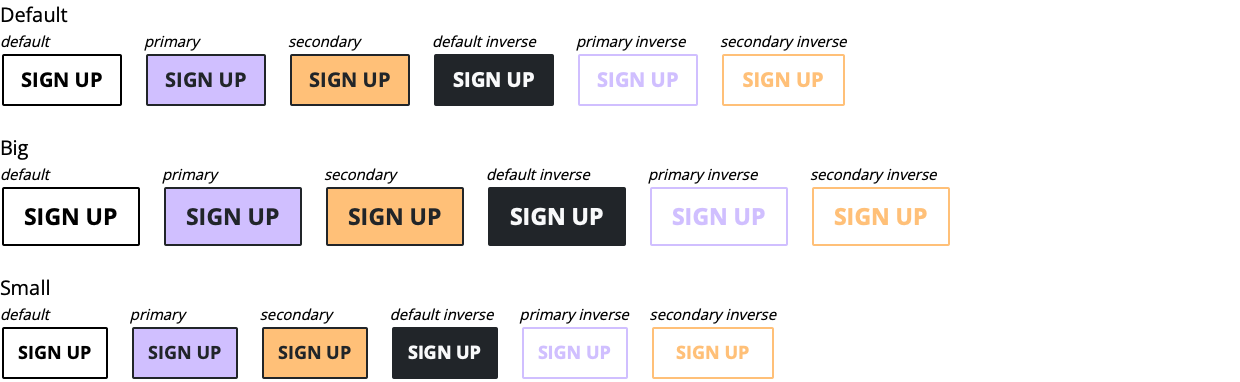 Default
default primary secondary default inverse primary inverse secondary inverse
SIGN UP SIGN UP SIGN UP SIGN UP SIGN UP SIGN UP
Big
default primary secondary default inverse primary inverse secondary inverse
SIGN UP SIGN UP SIGN UP SIGN UP SIGN UP SIGN UP
Small
default primary secondary default inverse primary inverse secondary inverse
SIGN UP SIGN UP SIGN UP SIGN UP SIGN UP SIGN UP